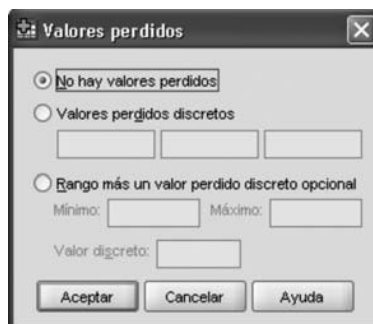 Valores perdidos
No hay valores perdidos
Valores perdidos discretos
Rango más un valor perdido discreto opcional
Mínimo: Máximo:
Valor discreto:
Aceptar Cancelar Ayuda